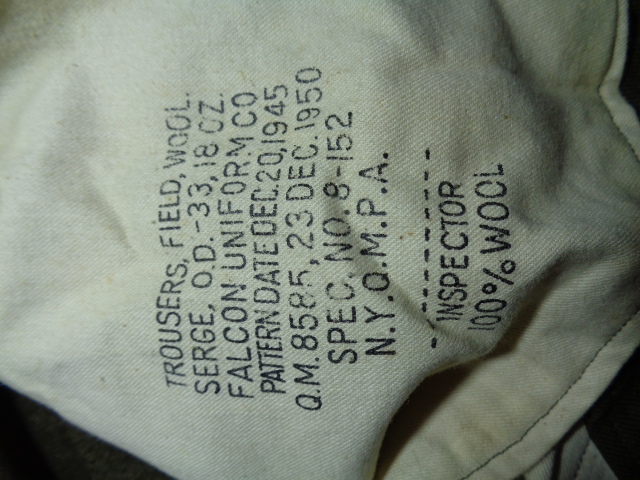 TROUSERS, FIELD, WOOL.
SERGE, O.D.-33, 18 OZ.
FALCON UNIFORM CO
PATTERN DATE DEC. 20, 1945
Q.M. 8585, 23 DEC. 1950
SPEC. NO. 8-152
N.Y.Q.M.P.A.
- - - - - - - - - -
INSPECTOR
100% WOOL